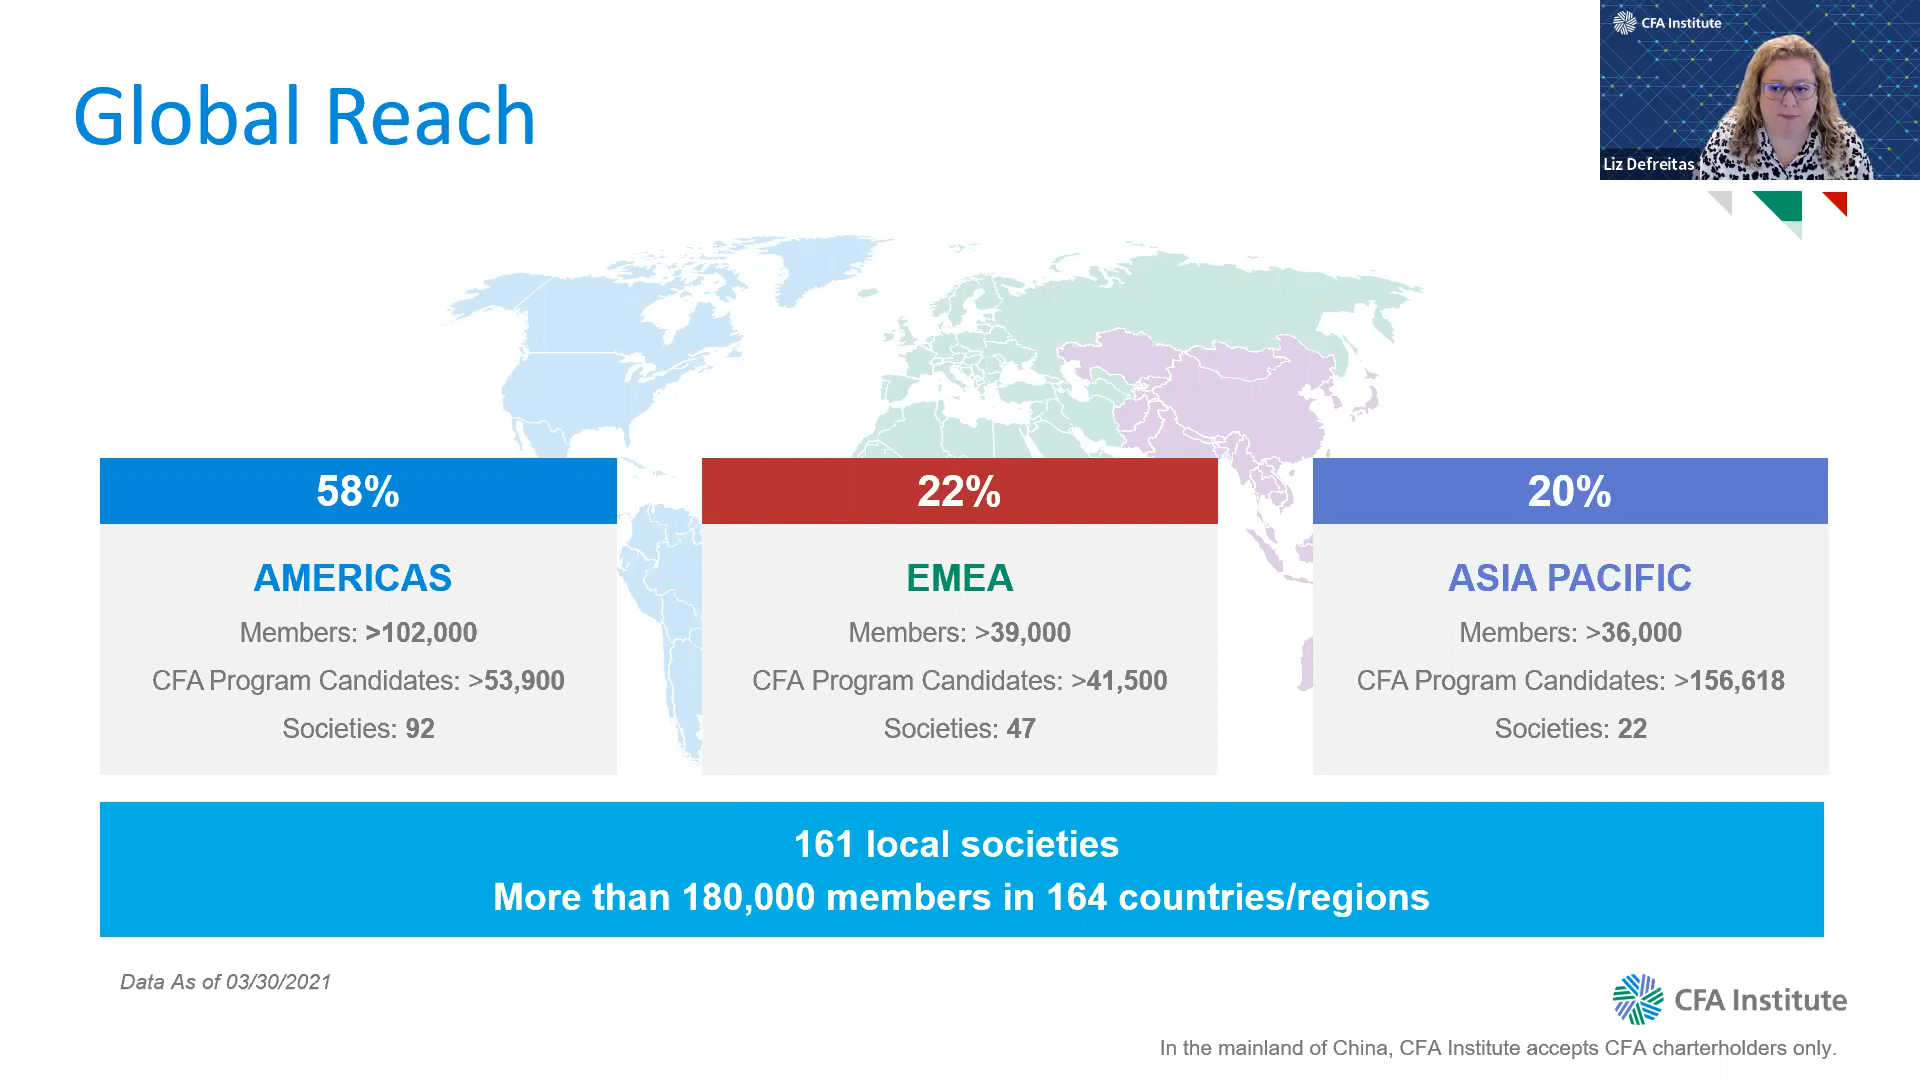 CFA Institute
Global Reach
Liz Defreitas
58%
AMERICAS
Members: >102,000
CFA Program Candidates: >53,900
Societies: 92
22%
EMEA
Members: >39,000
CFA Program Candidates: >41,500
Societies: 47
20%
ASIA PACIFIC
Members: >36,000
CFA Program Candidates: >156,618
Societies: 22
161 local societies
More than 180,000 members in 164 countries/regions
Data As of 03/30/2021
CFA Institute
In the mainland of China, CFA Institute accepts CFA charterholders only.